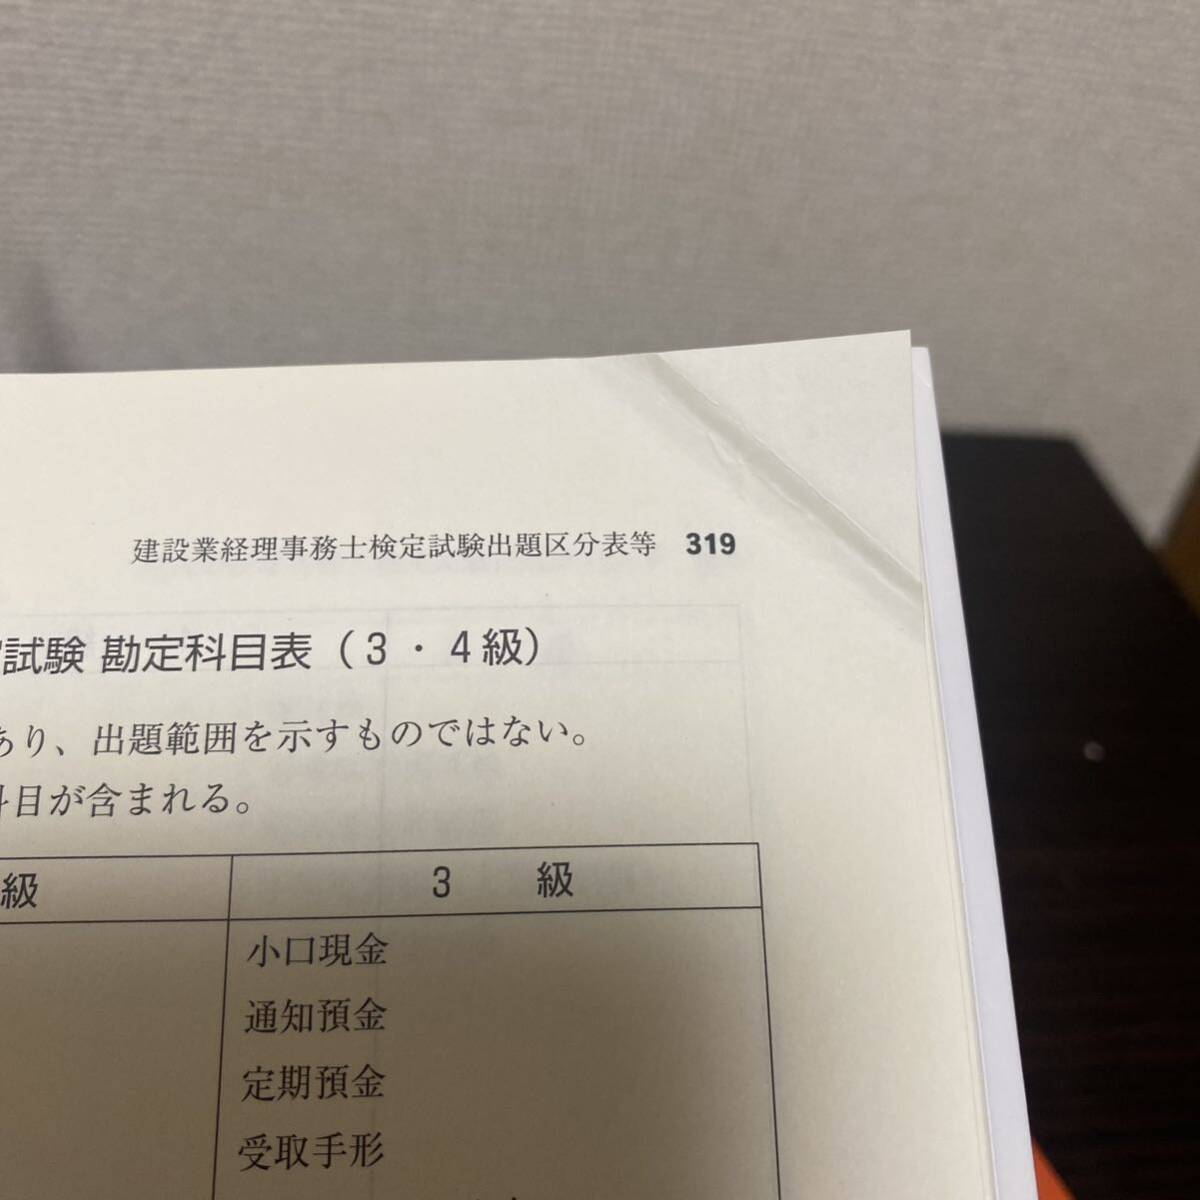 建設業経理事務士検定試験出題区分表等 319
試験 勘定科目表（3・4級）
あり、出題範囲を示すものではない。
科目が含まれる。
級 3 級
小口現金
通知預金
定期預金
受取手形